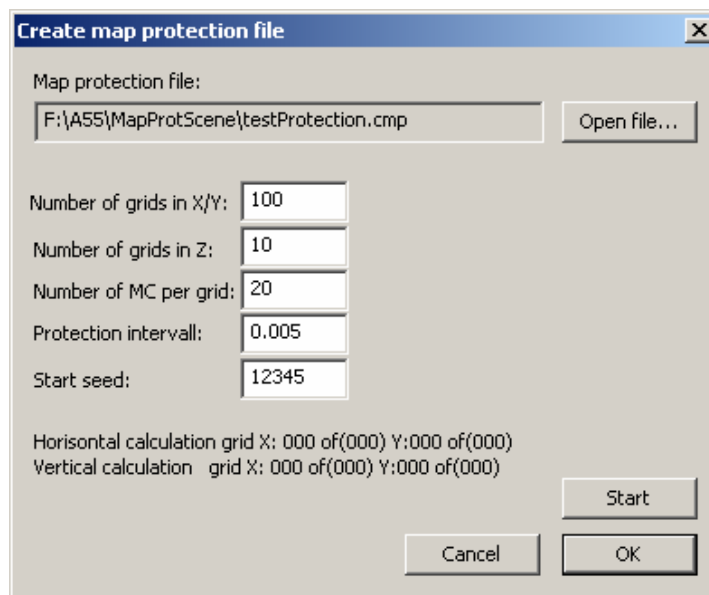 Create map protection file
Map protection file:
F:\A55\MapProtScene\testProtection.cmp
Open file...
Number of grids in X/Y: 100
Number of grids in Z: 10
Number of MC per grid: 20
Protection intervall: 0.005
Start seed: 12345
Horisontal calculation grid X: 000 of(000) Y:000 of(000)
Vertical calculation grid X: 000 of(000) Y:000 of(000)
Start
Cancel
OK